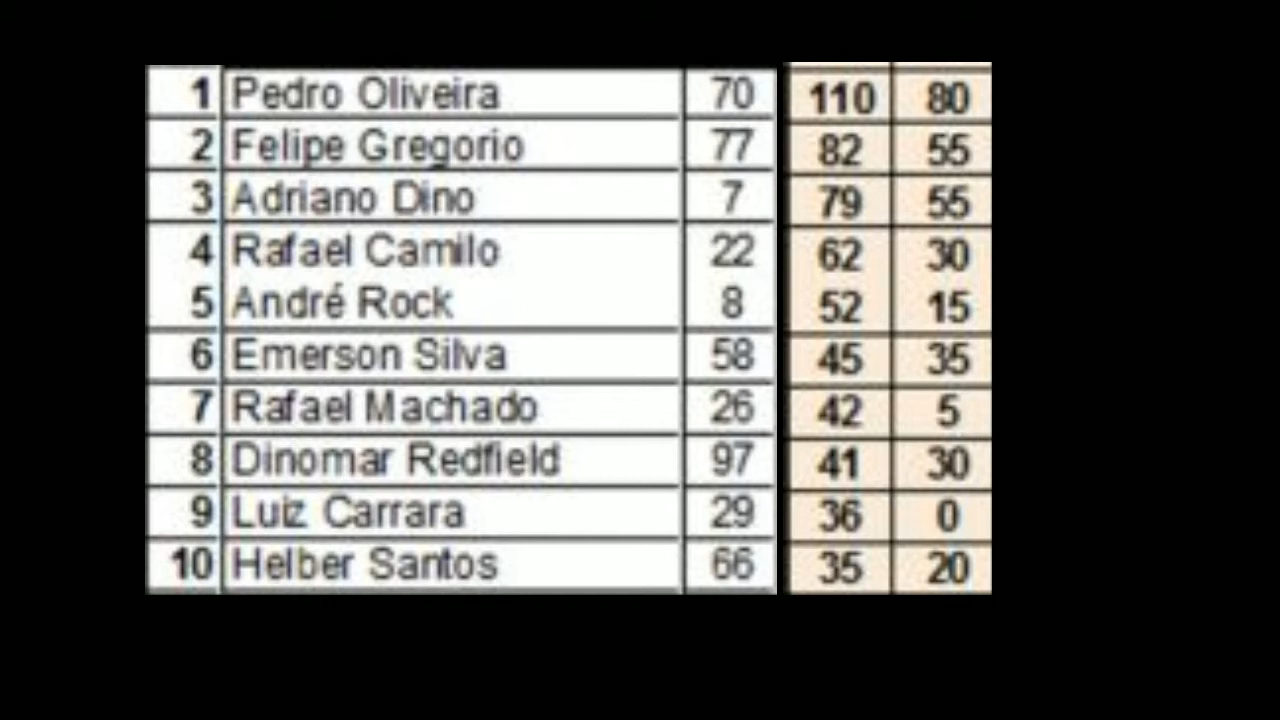 1 Pedro Oliveira 70 110 80
2 Felipe Gregorio 77 82 55
3 Adriano Dino 7 79 55
4 Rafael Camilo 22 62 30
5 André Rock 8 52 15
6 Emerson Silva 58 45 35
7 Rafael Machado 26 42 5
8 Dinomar Redfield 97 41 30
9 Luiz Carrara 29 36 0
10 Helber Santos 66 35 20